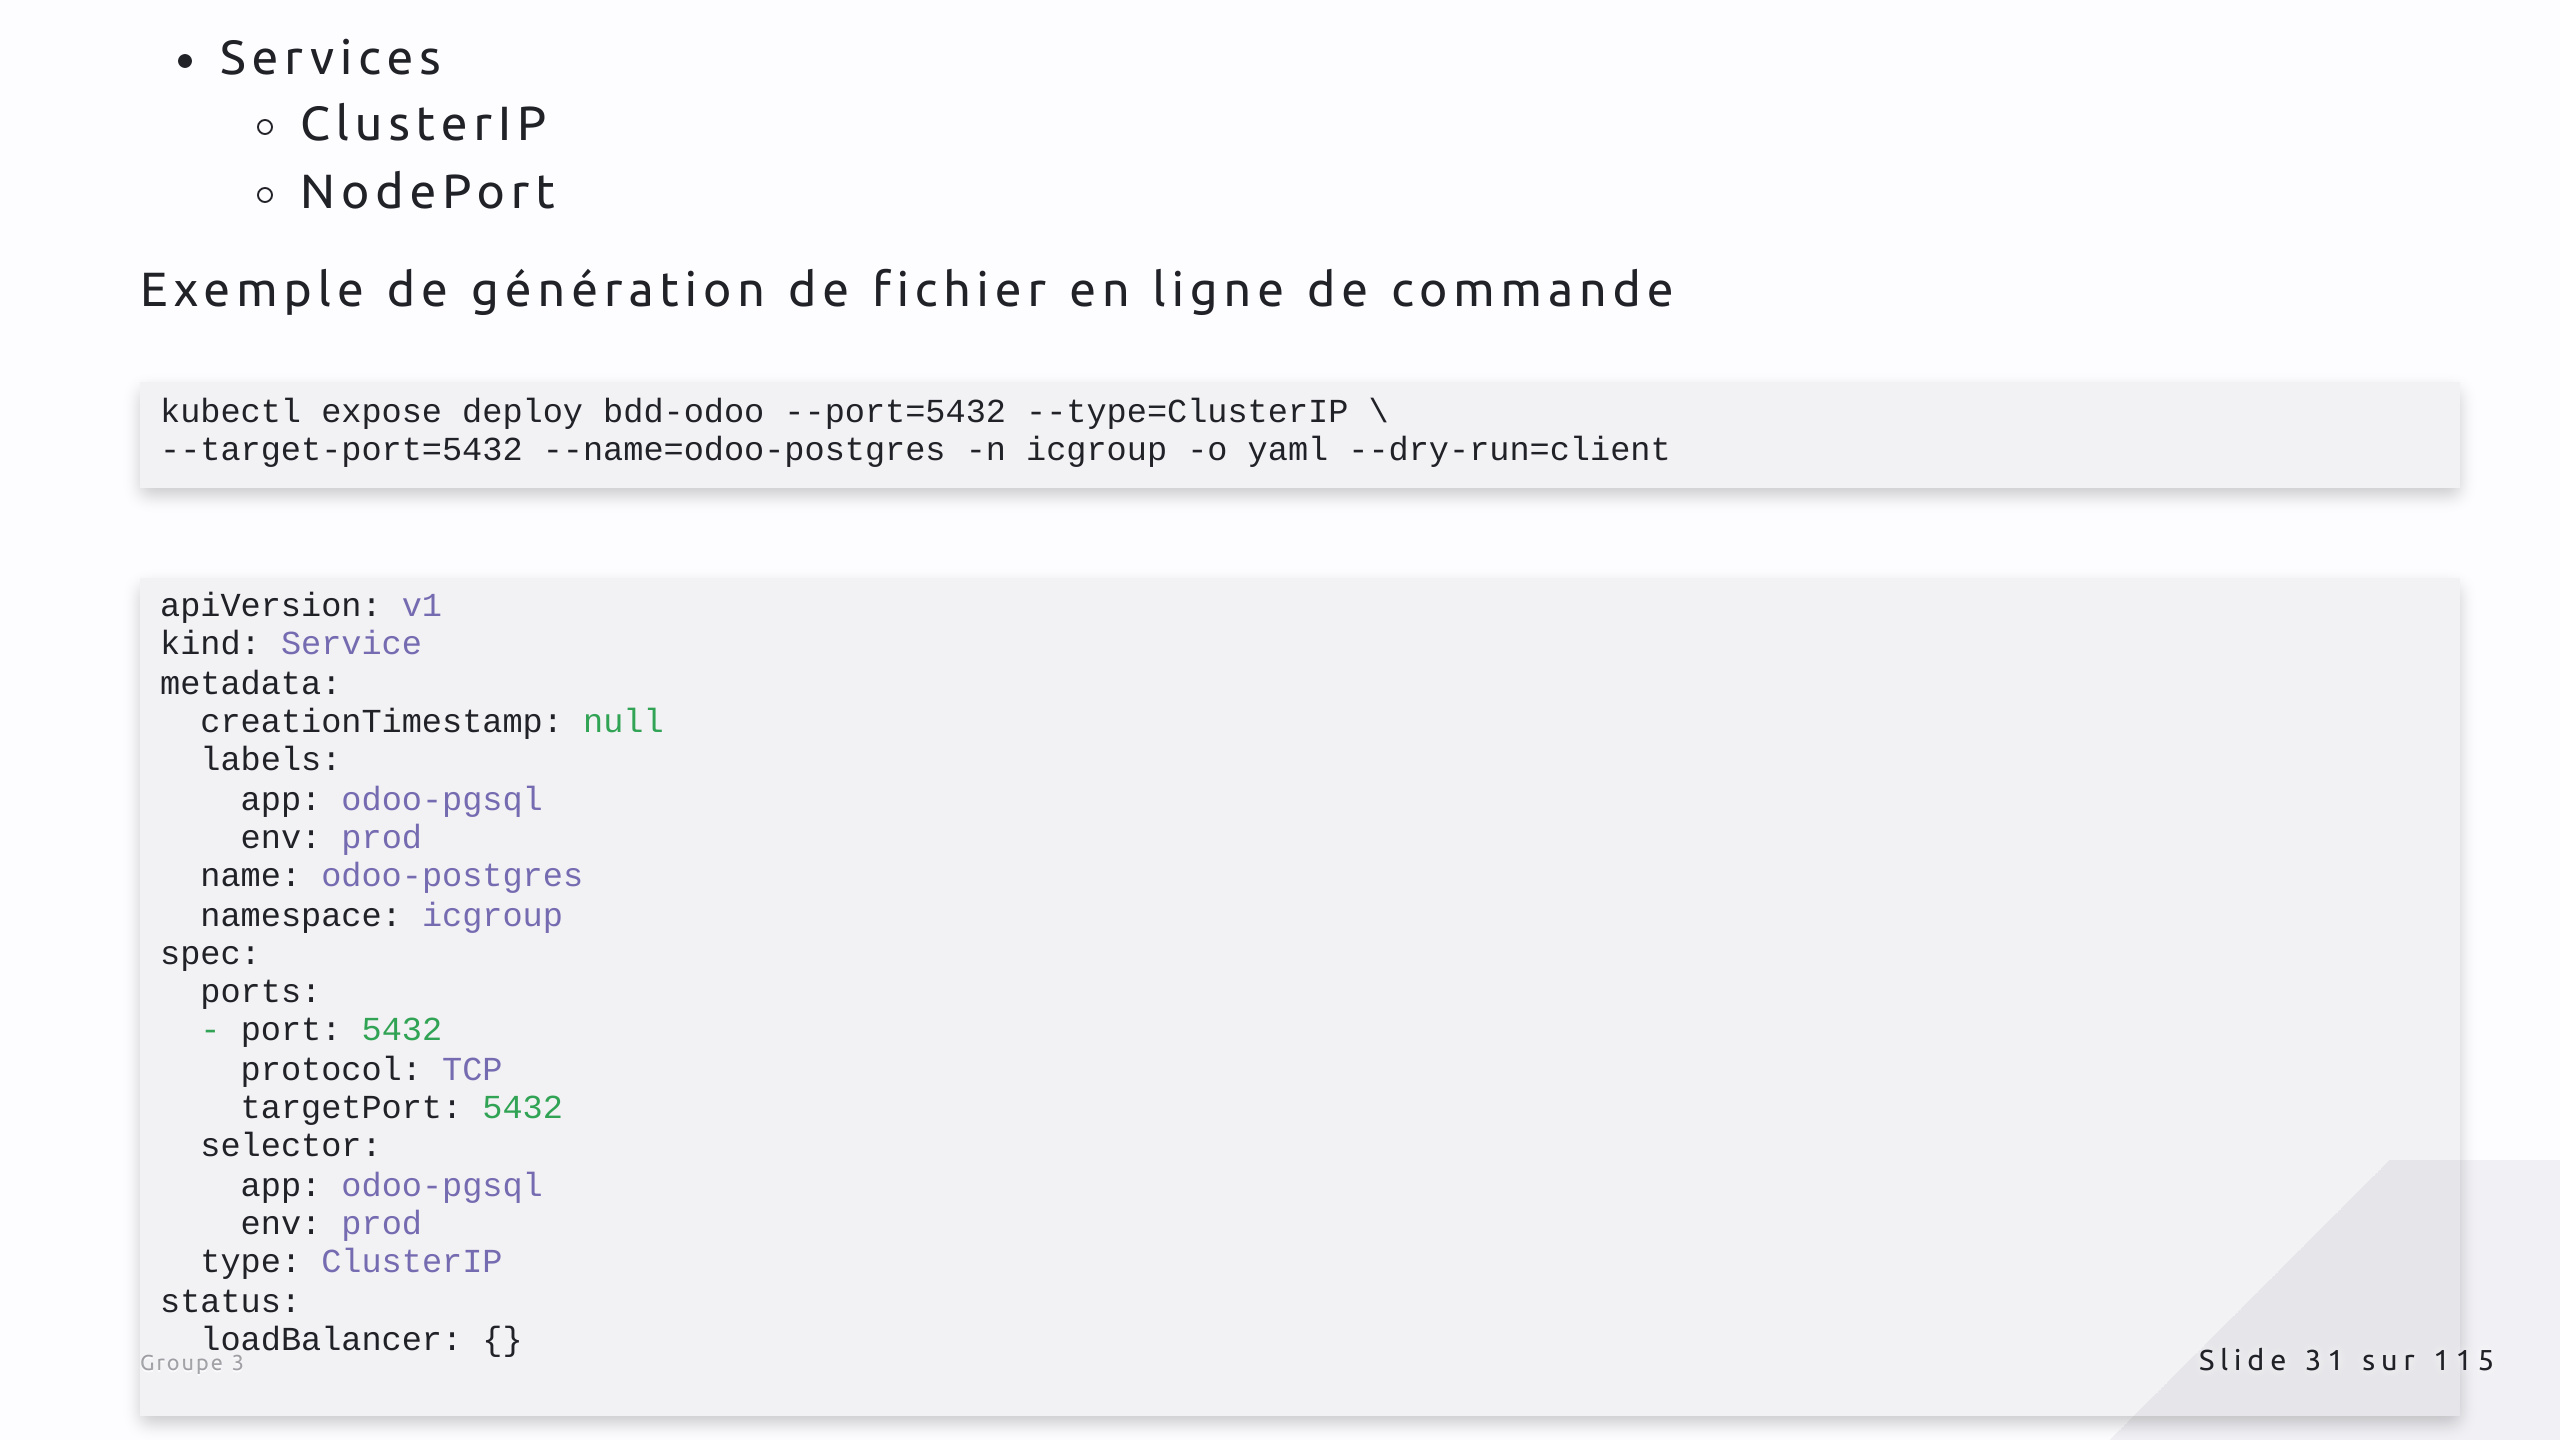 Services
ClusterIP
NodePort
Exemple de génération de fichier en ligne de commande
kubectl expose deploy bdd-odoo --port=5432 --type=ClusterIP \
--target-port=5432 --name=odoo-postgres -n icgroup -o yaml --dry-run=client
apiVersion: v1
kind: Service
metadata:
  creationTimestamp: null
  labels:
    app: odoo-pgsql
    env: prod
  name: odoo-postgres
  namespace: icgroup
spec:
  ports:
  - port: 5432
    protocol: TCP
    targetPort: 5432
  selector:
    app: odoo-pgsql
    env: prod
  type: ClusterIP
status:
  loadBalancer: {}
Groupe 3
Slide 31 sur 115